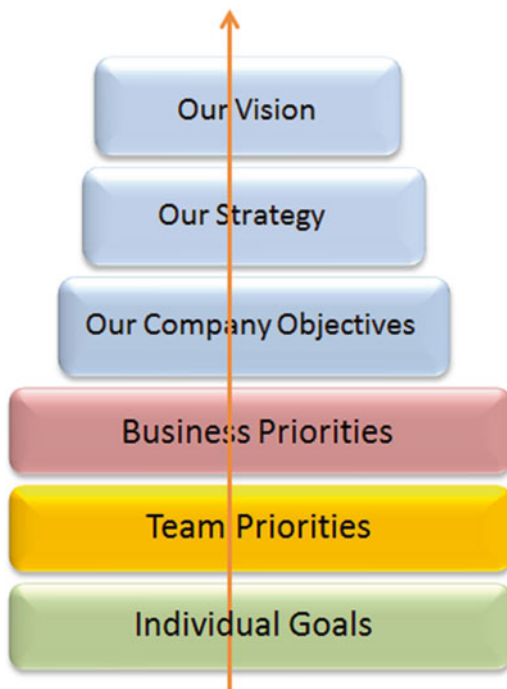 Our Vision
Our Strategy
Our Company Objectives
Business Priorities
Team Priorities
Individual Goals